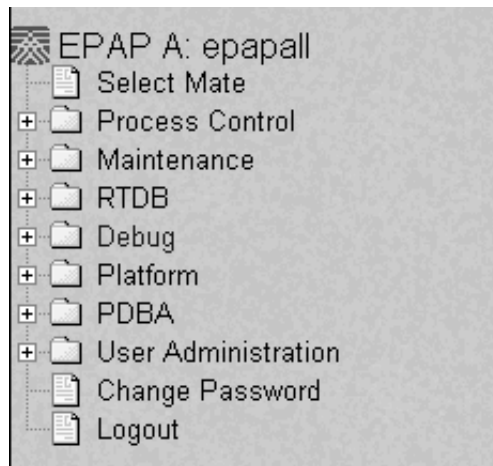 EPAP A: epapall
Select Mate
Process Control
Maintenance
RTDB
Debug
Platform
PDBA
User Administration
Change Password
Logout